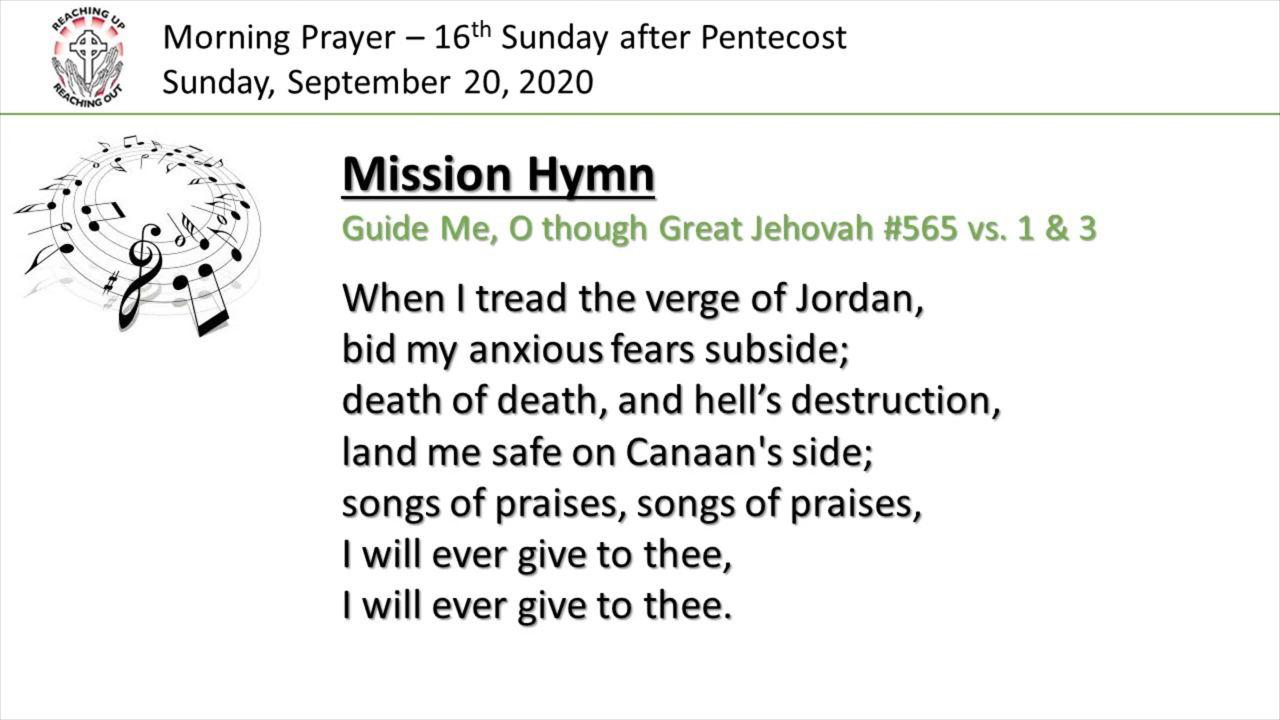 REACHING UP
REACHING OUT
Morning Prayer – 16th Sunday after Pentecost
Sunday, September 20, 2020
Mission Hymn
Guide Me, O though Great Jehovah #565 vs. 1 & 3
When I tread the verge of Jordan,
bid my anxious fears subside;
death of death, and hell’s destruction,
land me safe on Canaan's side;
songs of praises, songs of praises,
I will ever give to thee,
I will ever give to thee.